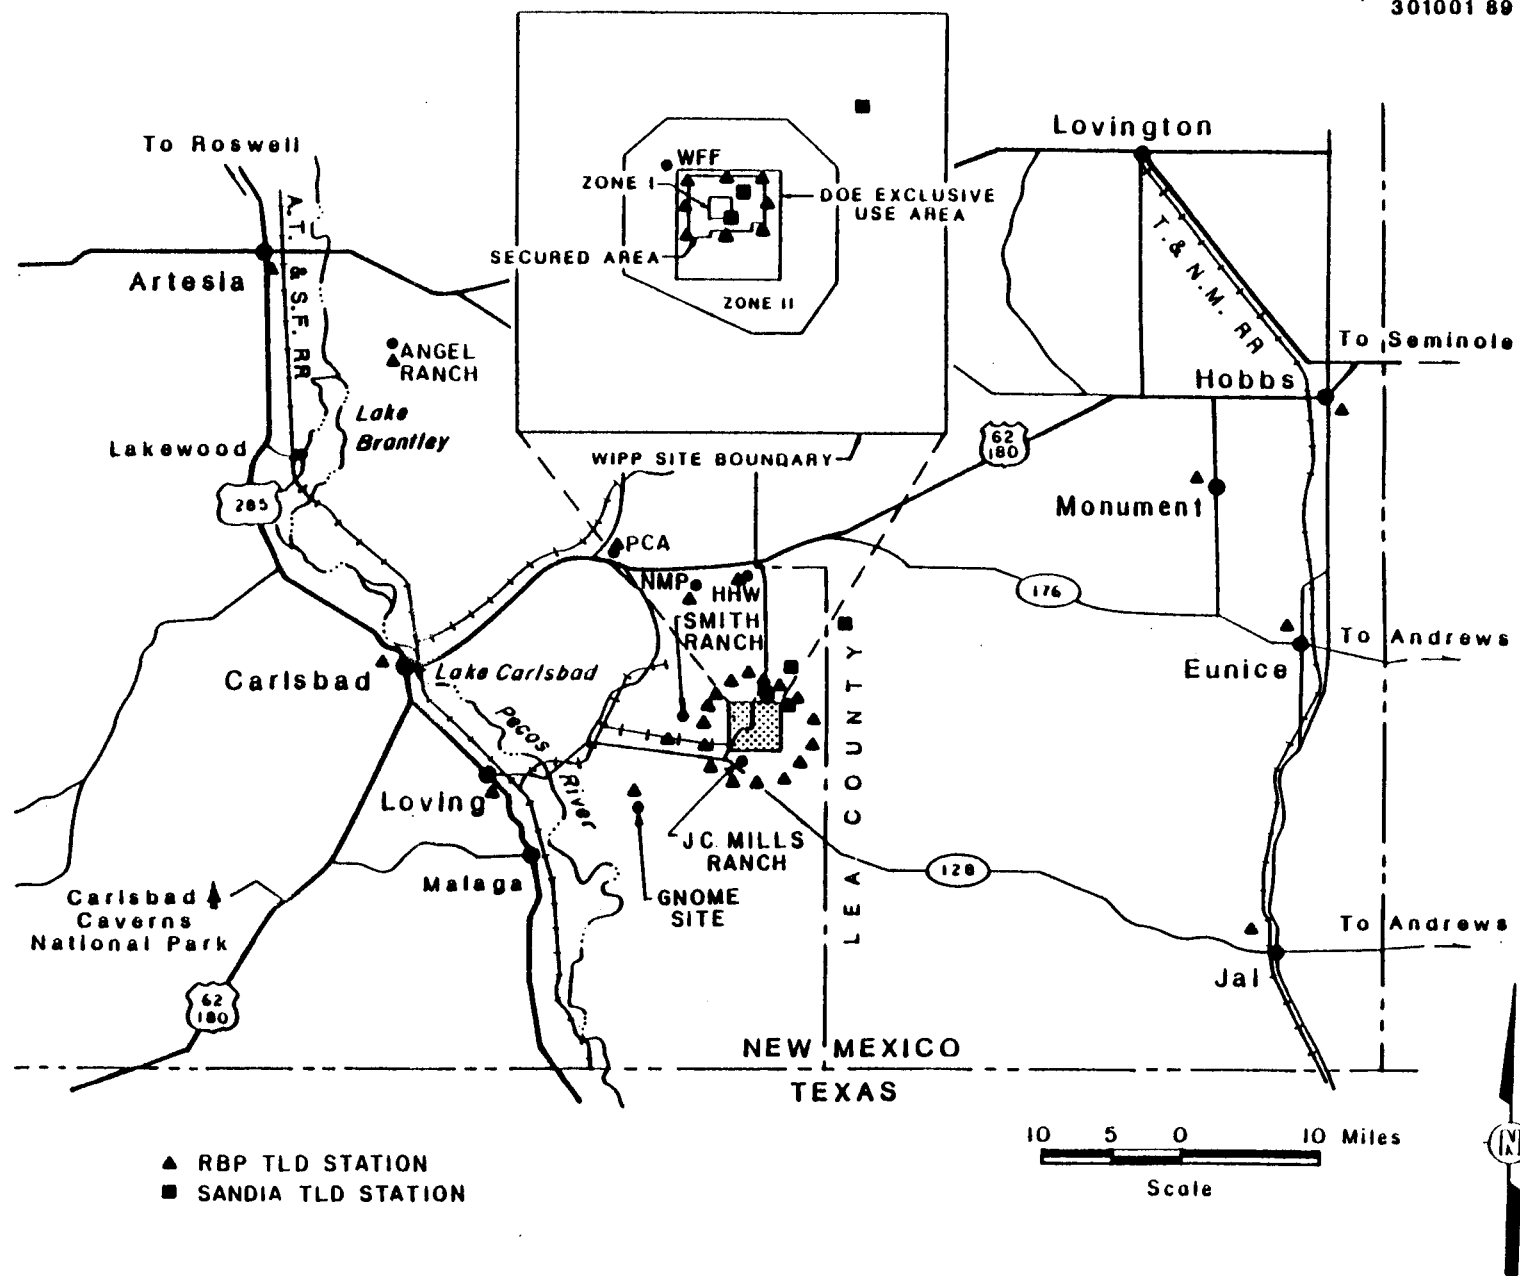 301001 89
To Roswell
Lovington
WFF
ZONE I
DOE EXCLUSIVE
USE AREA
SECURED AREA
ZONE II
A.T. & S.F. RR
Artesia
T. & N.M. RR
To Seminole
ANGEL
RANCH
Hobbs
Lake
Brantley
Lakewood
62
180
WIPP SITE BOUNDARY
285
Monument
PCA
NMP
HHW
176
SMITH
RANCH
To Andrews
Carlsbad
Lake Carlsbad
Eunice
Pecos
River
LEA COUNTY
Loving
J.C. MILLS
RANCH
128
Malaga
GNOME
SITE
Carlsbad
Caverns
National Park
To Andrews
Jal
62
180
NEW MEXICO
TEXAS
10 5 0 10 Miles
Scale
N
RBP TLD STATION
SANDIA TLD STATION